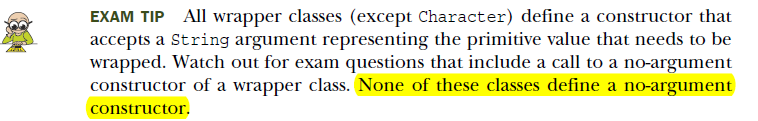 EXAM TIP All wrapper classes (except Character) define a constructor that
accepts a String argument representing the primitive value that needs to be
wrapped. Watch out for exam questions that include a call to a no-argument
constructor of a wrapper class. None of these classes define a no-argument
constructor.